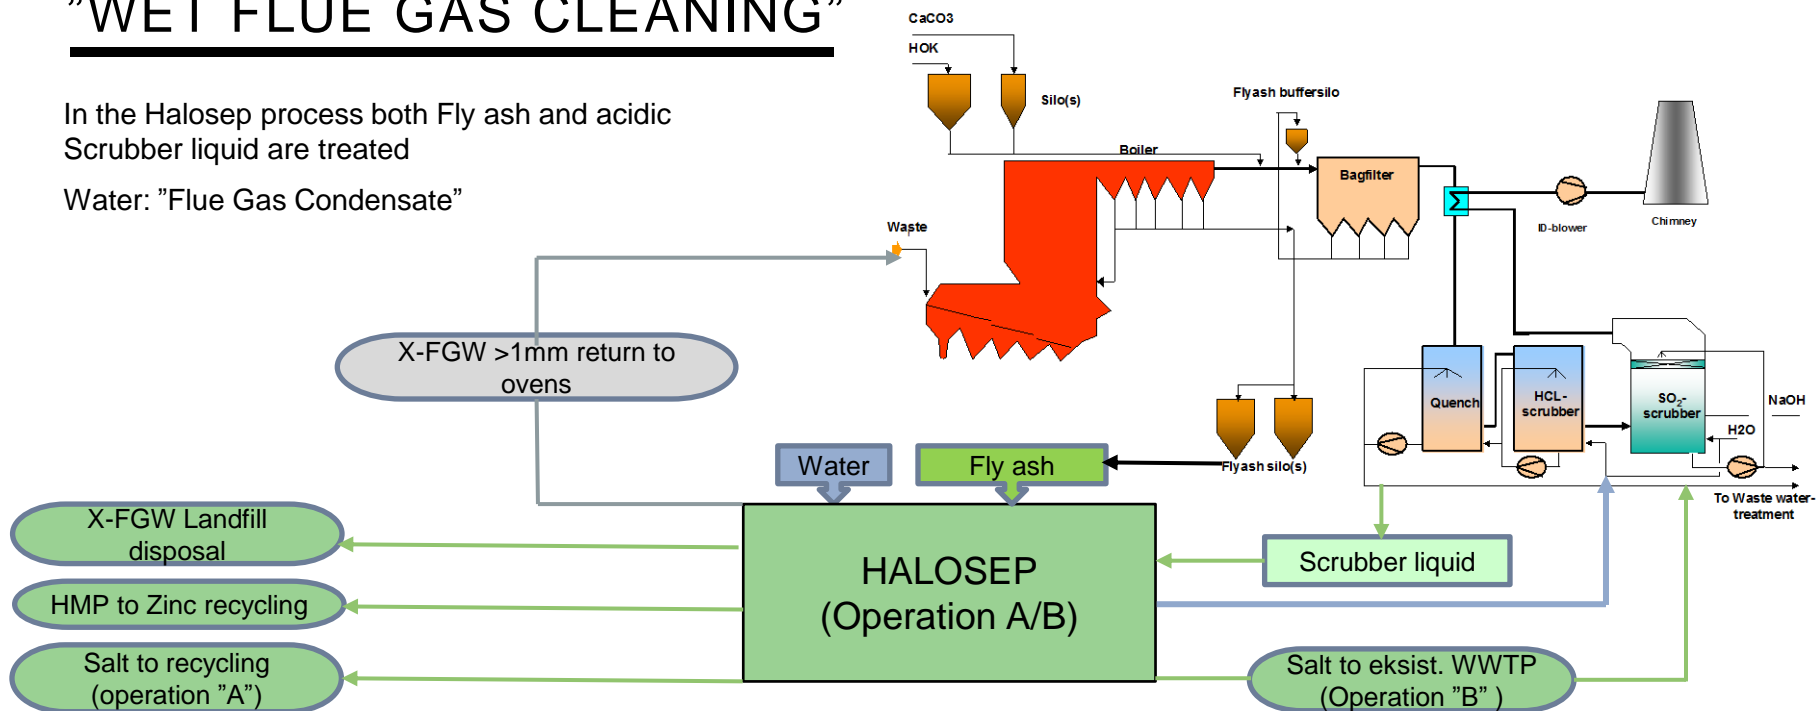 ”WET FLUE GAS CLEANING”
In the Halosep process both Fly ash and acidic
Scrubber liquid are treated
Water: ”Flue Gas Condensate”
CaCO3
HOK
Silo(s)
Flyash buffersilo
Boiler
Bagfilter
Waste
ID-blower
Chimney
X-FGW >1mm return to
ovens
Quench
HCL-
scrubber
SO2-
scrubber
NaOH
H2O
Water
Fly ash
Flyash silo(s)
To Waste water-
treatment
X-FGW Landfill
disposal
HALOSEP
(Operation A/B)
Scrubber liquid
HMP to Zinc recycling
Salt to recycling
(operation ”A”)
Salt to eksist. WWTP
(Operation ”B” )